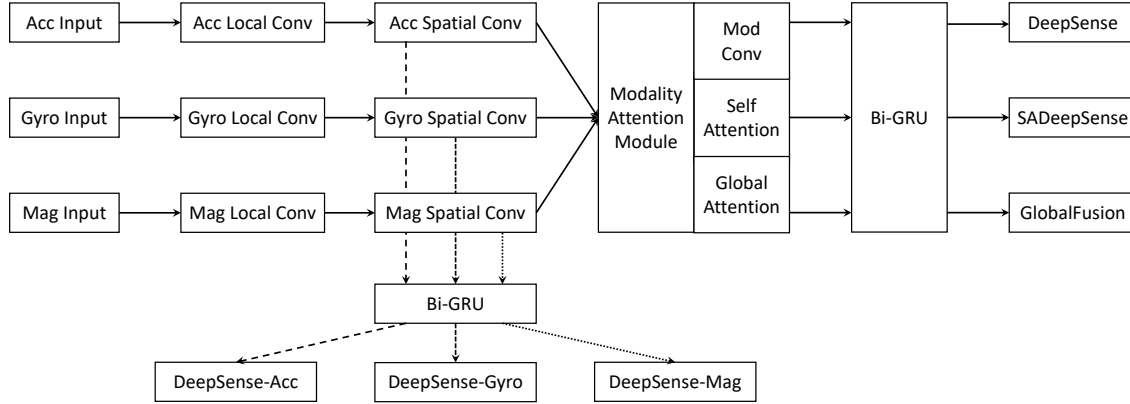 Acc Input
Acc Local Conv
Acc Spatial Conv
Gyro Input
Gyro Local Conv
Gyro Spatial Conv
Mag Input
Mag Local Conv
Mag Spatial Conv
Modality
Attention
Module
Mod
Conv
Self
Attention
Global
Attention
Bi-GRU
DeepSense
SADeepSense
GlobalFusion
Bi-GRU
DeepSense-Acc
DeepSense-Gyro
DeepSense-Mag